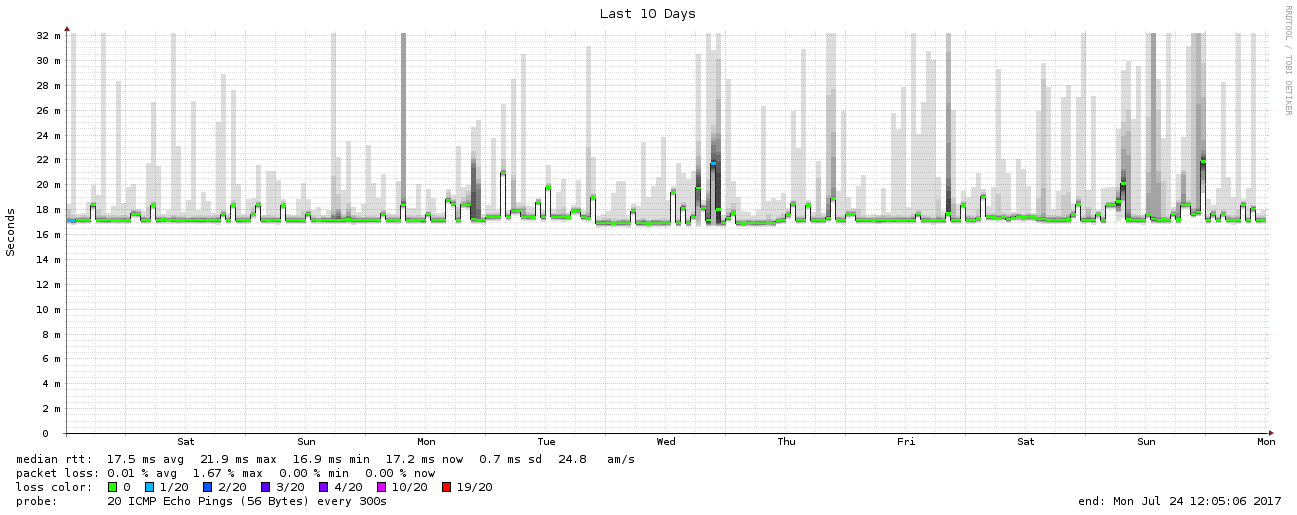 Last 10 Days
RRDTOOL / TOBI OETIKER
Seconds
32 m
30 m
28 m
26 m
24 m
22 m
20 m
18 m
16 m
14 m
12 m
10 m
8 m
6 m
4 m
2 m
0
Sat Sun Mon Tue Wed Thu Fri Sat Sun Mon
median rtt: 17.5 ms avg 21.9 ms max 16.9 ms min 17.2 ms now 0.7 ms sd 24.8 am/s
packet loss: 0.01 % avg 1.67 % max 0.00 % min 0.00 % now
loss color: 0 1/20 2/20 3/20 4/20 10/20 19/20
probe: 20 ICMP Echo Pings (56 Bytes) every 300s end: Mon Jul 24 12:05:06 2017